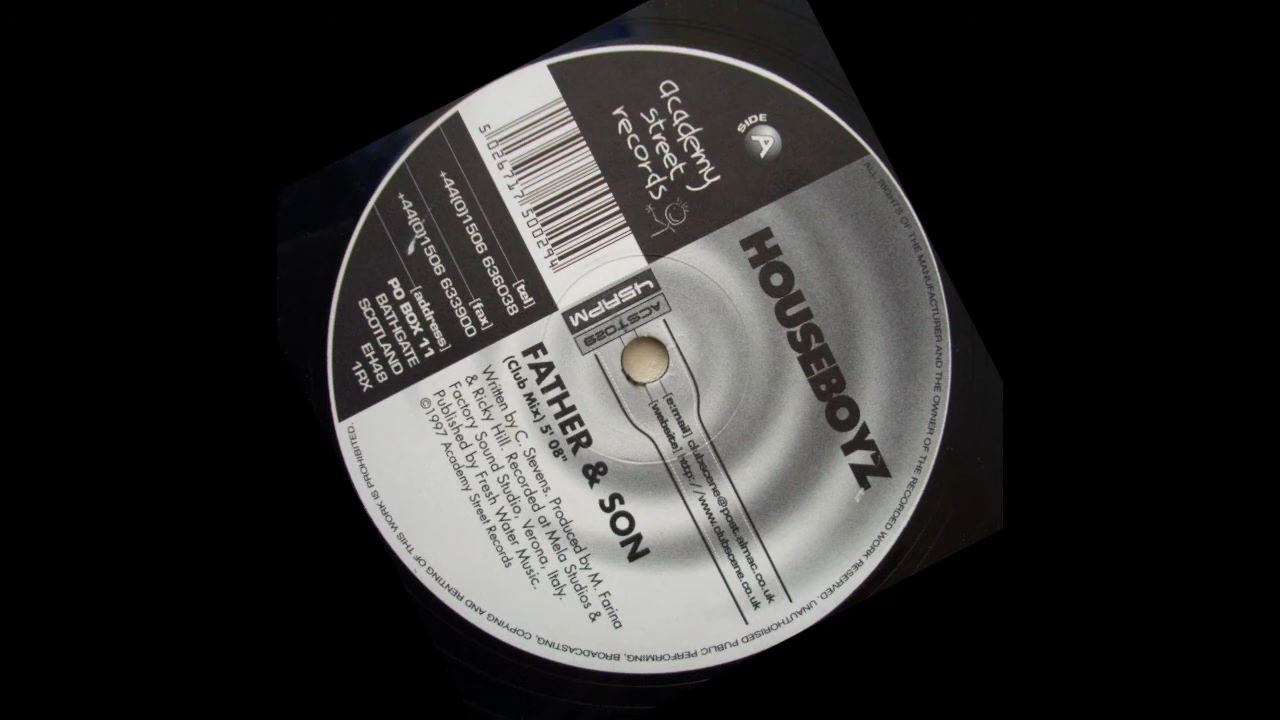 SIDE A
academy
street
records
HOUSEBOYZ
5 026717 500294
45RPM
ACST029
[e:mail] clubscene@post.almac.co.uk
[website] http://www.clubscene.co.uk
[tel]
+44(0)1506 636038
[fax]
+44(0)1506 633900
[address]
PO BOX 11
BATHGATE
SCOTLAND
EH48
1RX
FATHER & SON
(Club Mix) 5' 08"
Written by C. Stevens. Produced by M. Farina
& Ricky Hill. Recorded at Mela Studios &
Factory Sound Studio, Verona, Italy.
Published by Fresh Water Music.
©1997 Academy Street Records
ALL RIGHTS OF THE MANUFACTURER AND THE OWNER OF THE RECORDED WORK RESERVED. UNAUTHORISED PUBLIC PERFORMING, BROADCASTING, COPYING AND RENTING OF THIS WORK IS PROHIBITED.